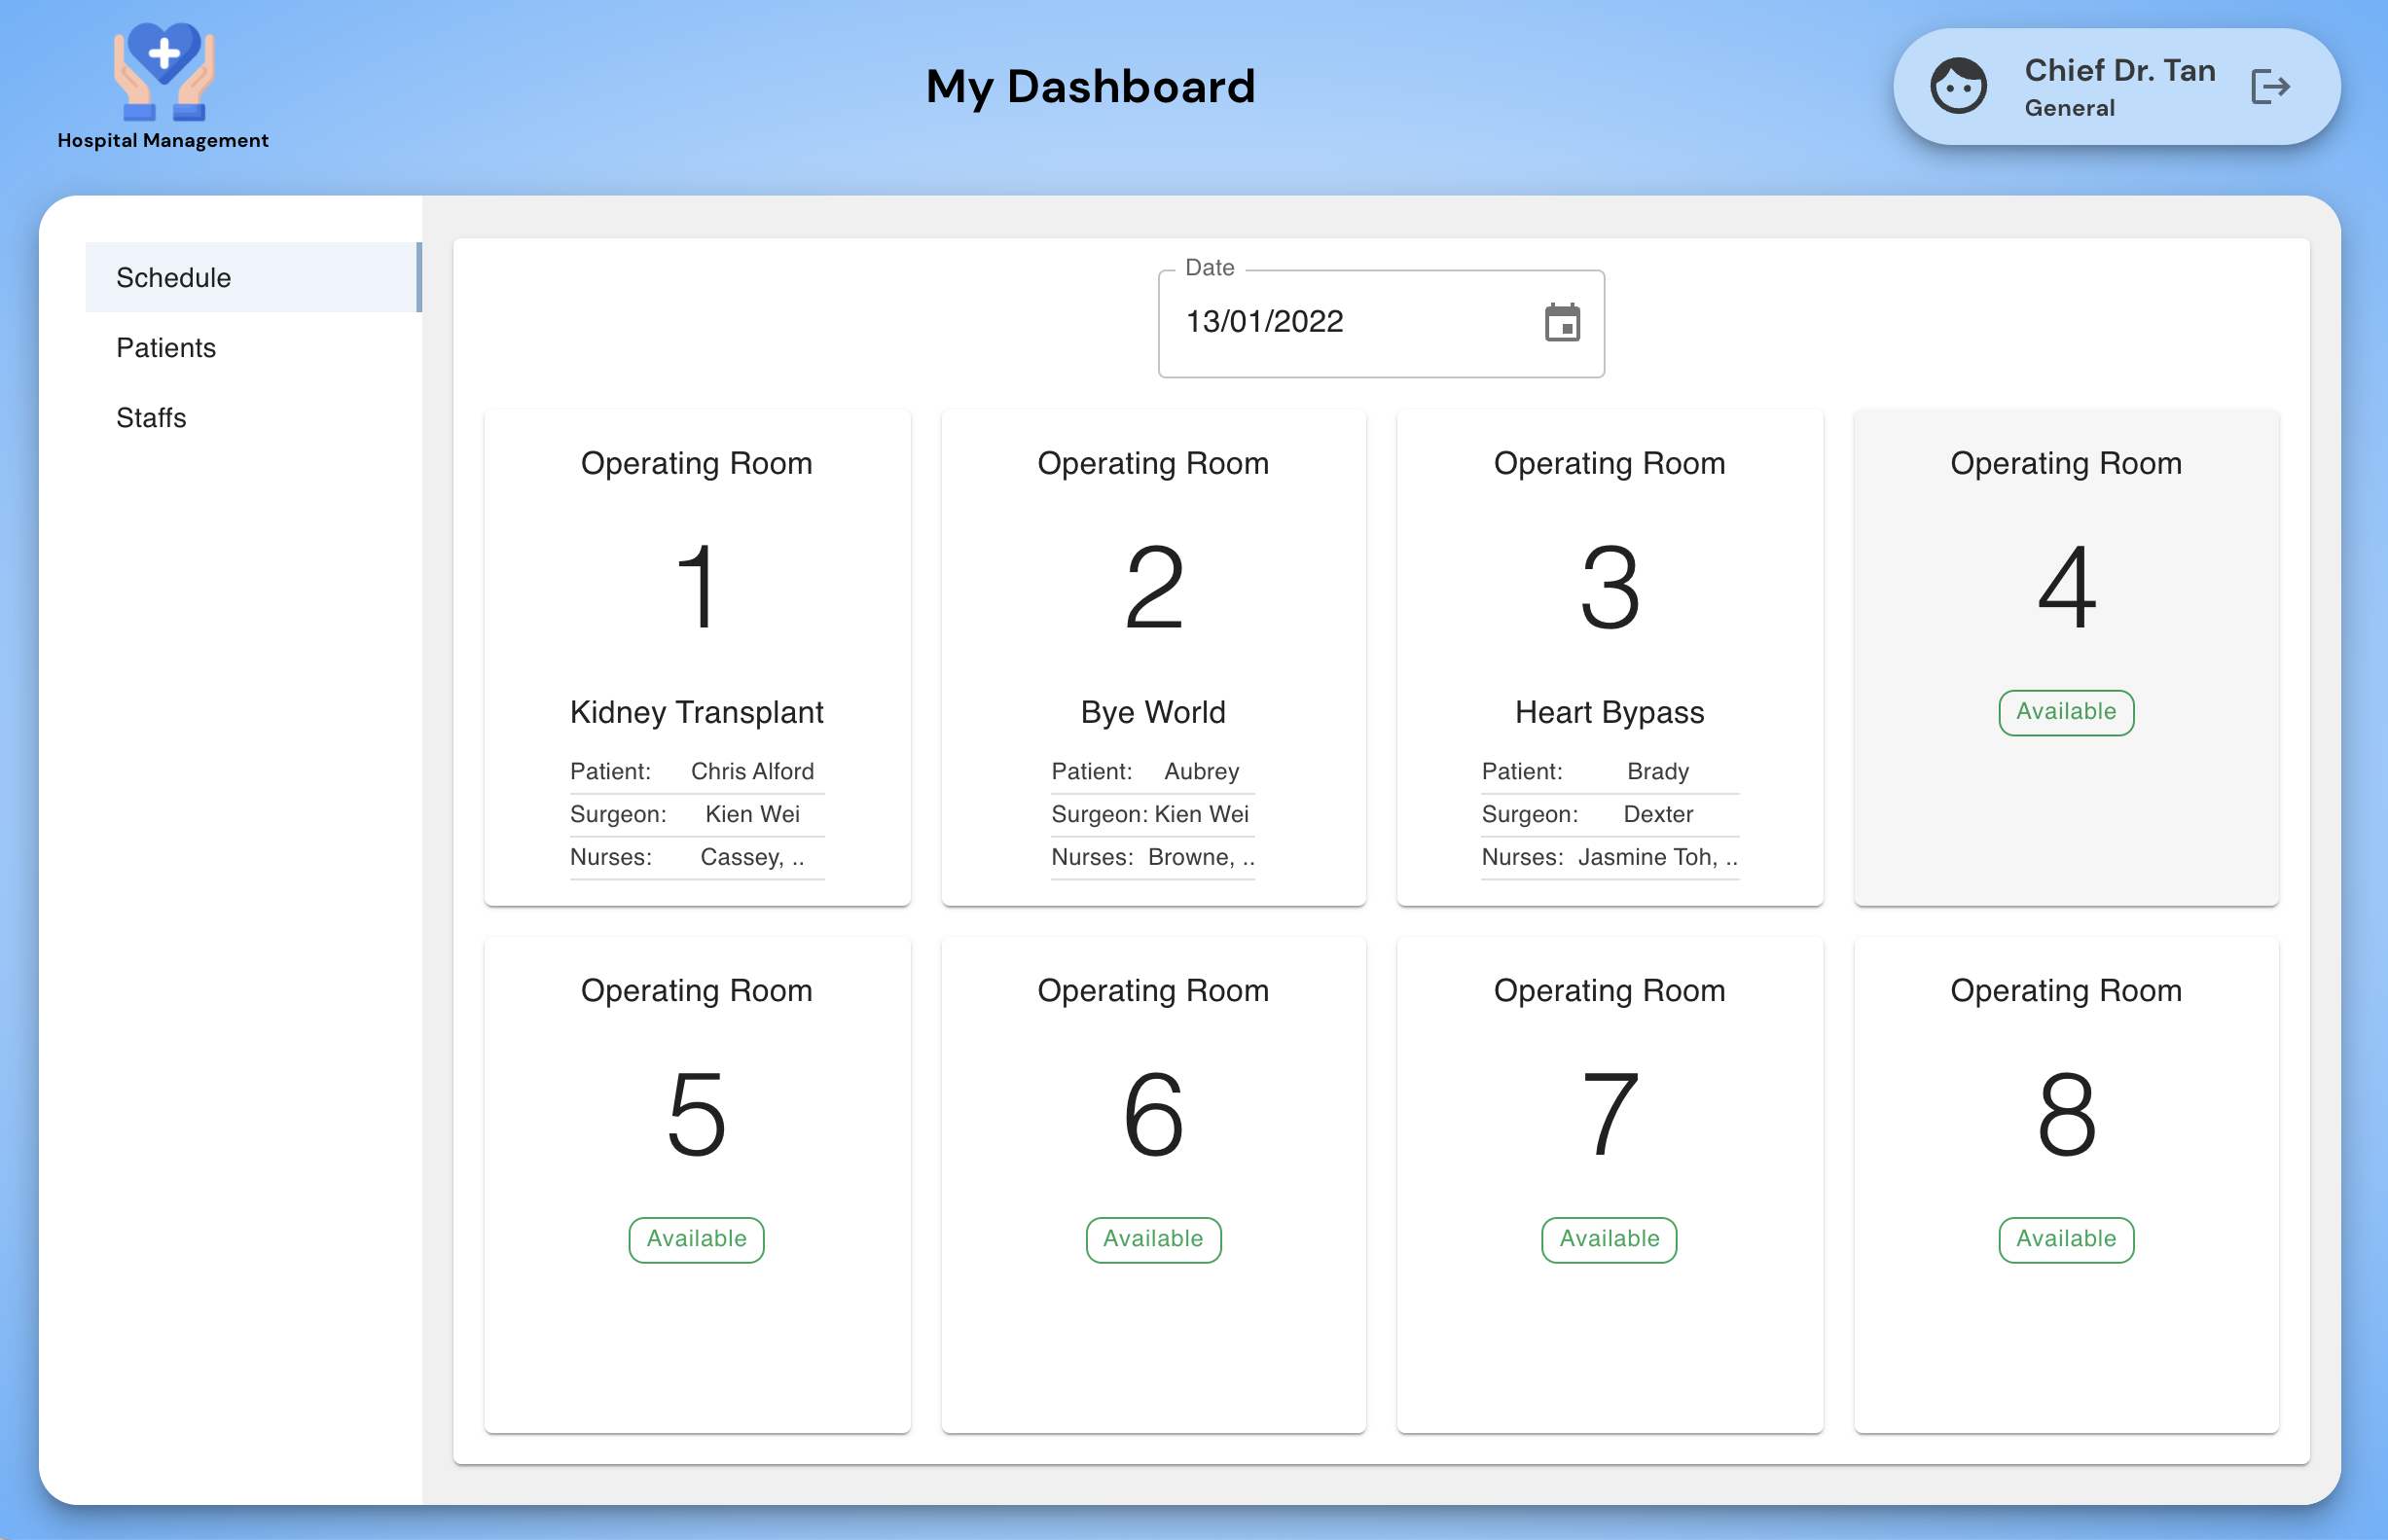 Hospital Management
My Dashboard
Chief Dr. Tan
General
Schedule
Patients
Staffs
Date
13/01/2022
Operating Room
1
Kidney Transplant
Patient: Chris Alford
Surgeon: Kien Wei
Nurses: Cassey, ..
Operating Room
2
Bye World
Patient: Aubrey
Surgeon: Kien Wei
Nurses: Browne, ..
Operating Room
3
Heart Bypass
Patient: Brady
Surgeon: Dexter
Nurses: Jasmine Toh, ..
Operating Room
4
Available
Operating Room
5
Available
Operating Room
6
Available
Operating Room
7
Available
Operating Room
8
Available